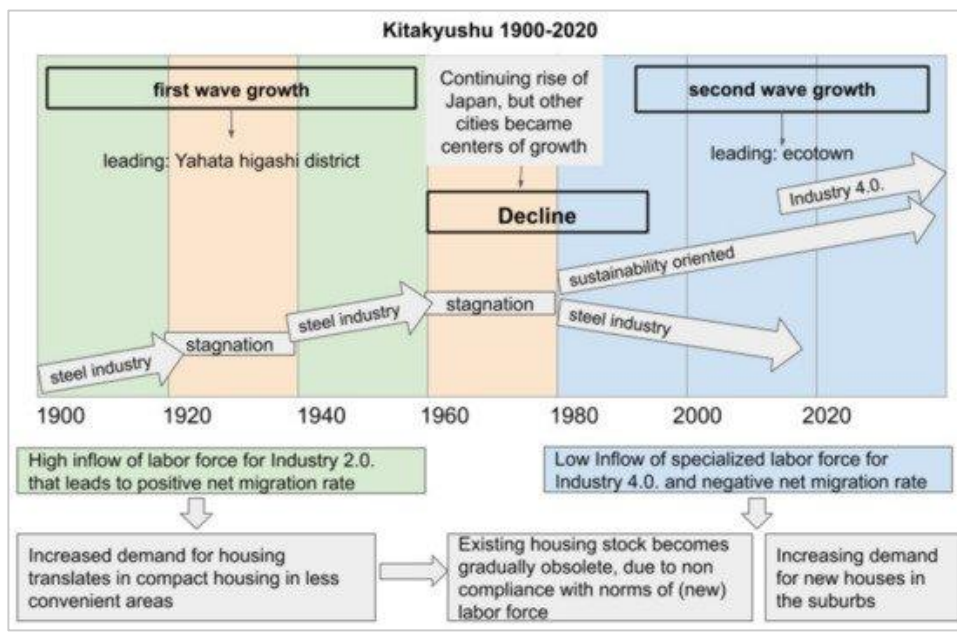 Kitakyushu 1900-2020
first wave growth
leading: Yahata higashi district
Continuing rise of
Japan, but other
cities became
centers of growth
Decline
second wave growth
leading: ecotown
Industry 4.0.
sustainability oriented
steel industry
stagnation
steel industry
stagnation
steel industry
1900
1920
1940
1960
1980
2000
2020
High inflow of labor force for Industry 2.0.
that leads to positive net migration rate
Low Inflow of specialized labor force for
Industry 4.0. and negative net migration rate
Increased demand for housing
translates in compact housing in less
convenient areas
Existing housing stock becomes
gradually obsolete, due to non
compliance with norms of (new)
labor force
Increasing demand
for new houses in
the suburbs